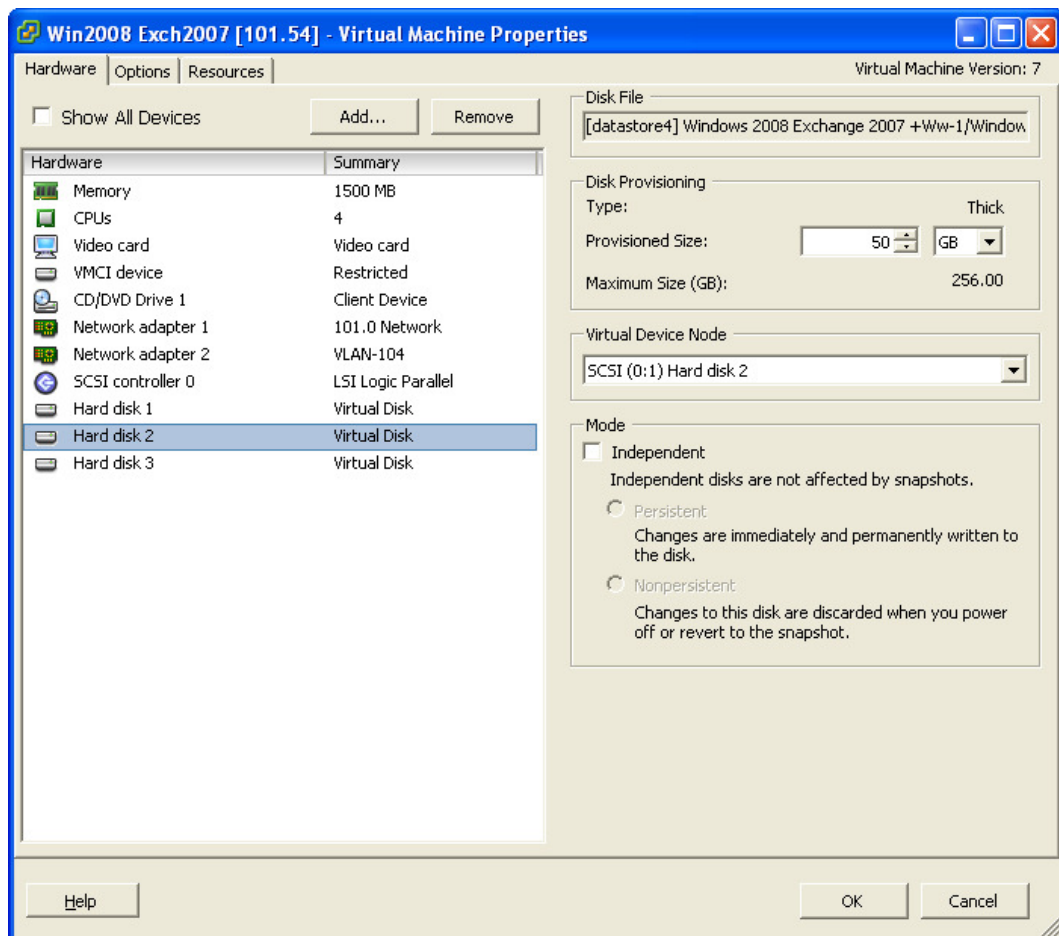 Win2008 Exch2007 [101.54] - Virtual Machine Properties
Hardware Options Resources Virtual Machine Version: 7
Show All Devices Add... Remove
Hardware Summary
Memory 1500 MB
CPUs 4
Video card Video card
VMCI device Restricted
CD/DVD Drive 1 Client Device
Network adapter 1 101.0 Network
Network adapter 2 VLAN-104
SCSI controller 0 LSI Logic Parallel
Hard disk 1 Virtual Disk
Hard disk 2 Virtual Disk
Hard disk 3 Virtual Disk
Disk File
[datastore4] Windows 2008 Exchange 2007 +Ww-1/Window
Disk Provisioning
Type: Thick
Provisioned Size: 50 GB
Maximum Size (GB): 256.00
Virtual Device Node
SCSI (0:1) Hard disk 2
Mode
Independent
Independent disks are not affected by snapshots.
Persistent
Changes are immediately and permanently written to
the disk.
Nonpersistent
Changes to this disk are discarded when you power
off or revert to the snapshot.
Help OK Cancel